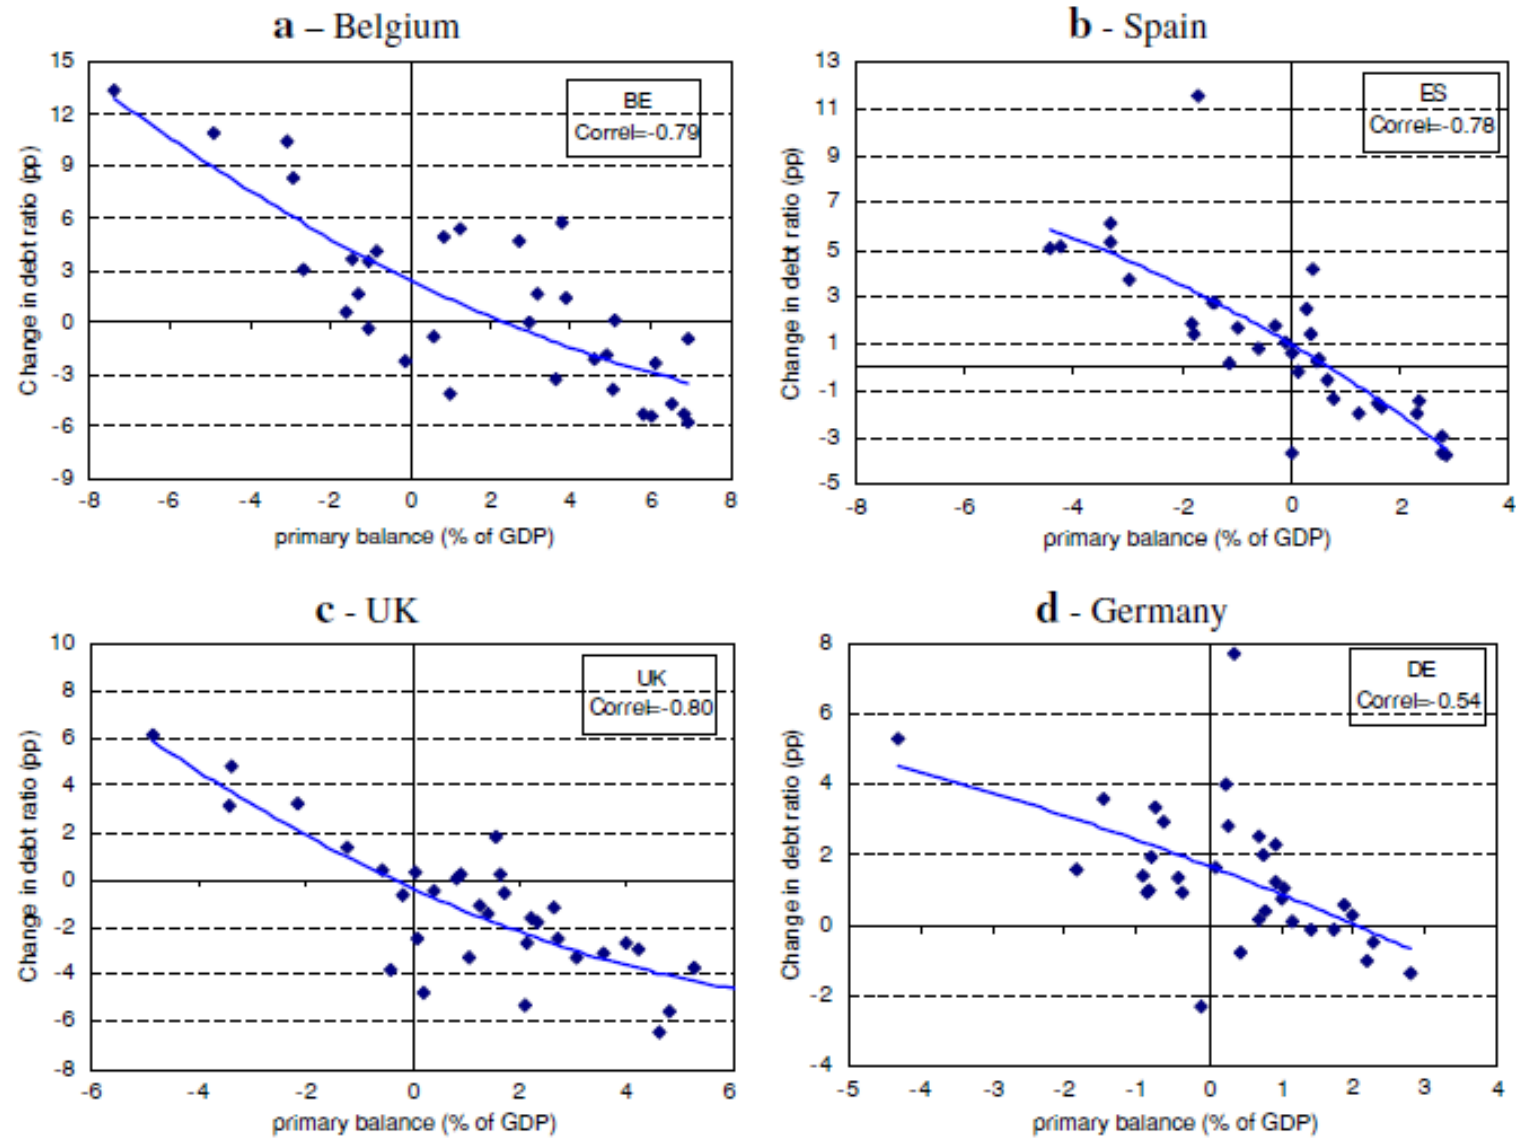 a – Belgium
15
12
9
6
3
0
-3
-6
-9
Change in debt ratio (pp)
BE
Correl=-0.79
-8 -6 -4 -2 0 2 4 6 8
primary balance (% of GDP)
b - Spain
13
11
9
7
5
3
1
-1
-3
-5
Change in debt ratio (pp)
ES
Correl=-0.78
-8 -6 -4 -2 0 2 4
primary balance (% of GDP)
c - UK
10
8
6
4
2
0
-2
-4
-6
-8
Change in debt ratio (pp)
UK
Correl=-0.80
-6 -4 -2 0 2 4 6
primary balance (% of GDP)
d - Germany
8
6
4
2
0
-2
-4
Change in debt ratio (pp)
DE
Correl=-0.54
-5 -4 -3 -2 -1 0 1 2 3 4
primary balance (% of GDP)